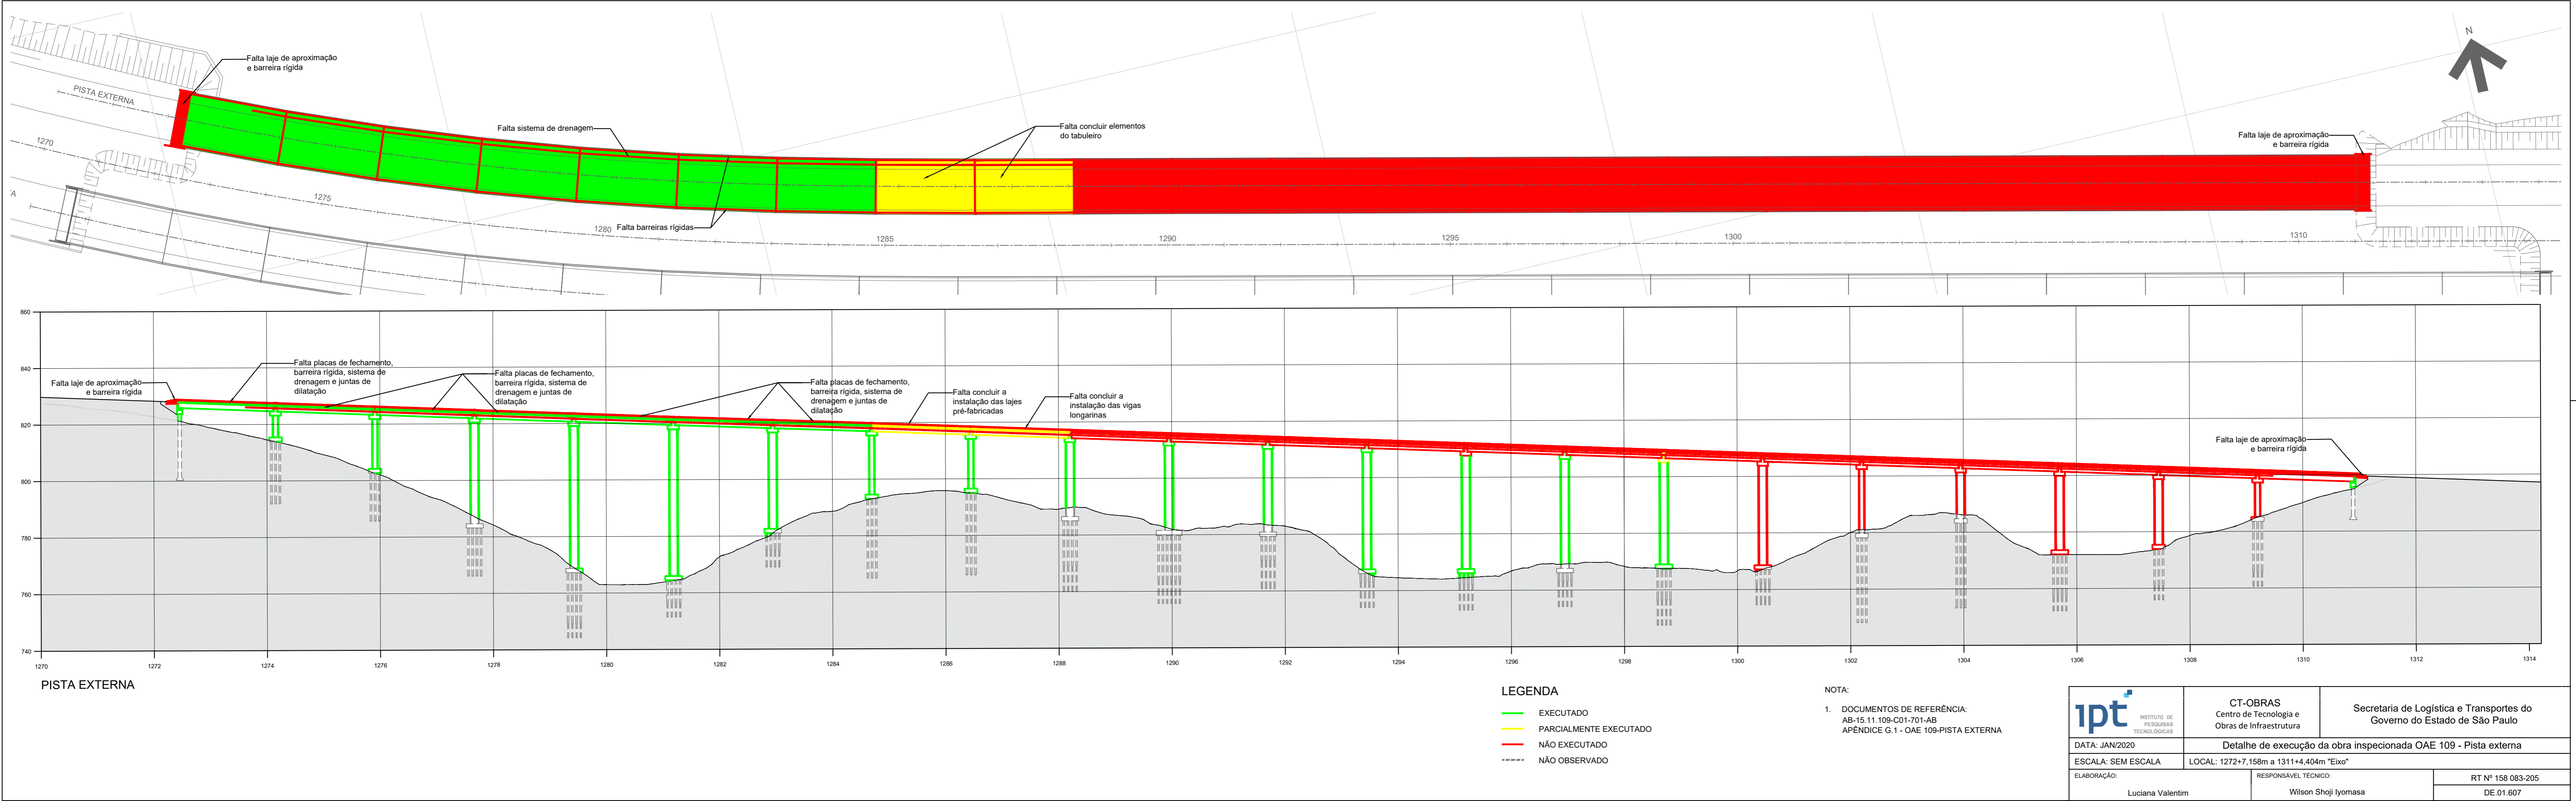 Falta laje de aproximação
e barreira rígida
PISTA EXTERNA
N
Falta sistema de drenagem
Falta concluir elementos
do tabuleiro
Falta laje de aproximação
e barreira rígida
1270
1275
1280
Falta barreiras rígidas
1285
1290
1295
1300
1310
860
840
820
800
780
760
740
Falta laje de aproximação
e barreira rígida
Falta placas de fechamento,
barreira rígida, sistema de
drenagem e juntas de
dilatação
Falta placas de fechamento,
barreira rígida, sistema de
drenagem e juntas de
dilatação
Falta placas de fechamento,
barreira rígida, sistema de
drenagem e juntas de
dilatação
Falta concluir a
instalação das lajes
pré-fabricadas
Falta concluir a
instalação das vigas
longarinas
Falta laje de aproximação
e barreira rígida
1270 1272 1274 1276 1278 1280 1282 1284 1286 1288 1290 1292 1294 1296 1298 1300 1302 1304 1306 1308 1310 1312 1314
PISTA EXTERNA
LEGENDA
EXECUTADO
PARCIALMENTE EXECUTADO
NÃO EXECUTADO
NÃO OBSERVADO
NOTA:
1. DOCUMENTOS DE REFERÊNCIA:
AB-15.11.109-C01-701-AB
APÊNDICE G.1 - OAE 109-PISTA EXTERNA
ipt
INSTITUTO DE
PESQUISAS
TECNOLÓGICAS
CT-OBRAS
Centro de Tecnologia e
Obras de Infraestrutura
Secretaria de Logística e Transportes do
Governo do Estado de São Paulo
DATA: JAN/2020
Detalhe de execução da obra inspecionada OAE 109 - Pista externa
ESCALA: SEM ESCALA
LOCAL: 1272+7,158m a 1311+4,404m "Eixo"
ELABORAÇÃO:
Luciana Valentim
RESPONSÁVEL TÉCNICO:
Wilson Shoji Iyomasa
RT Nº 158 083-205
DE.01.607